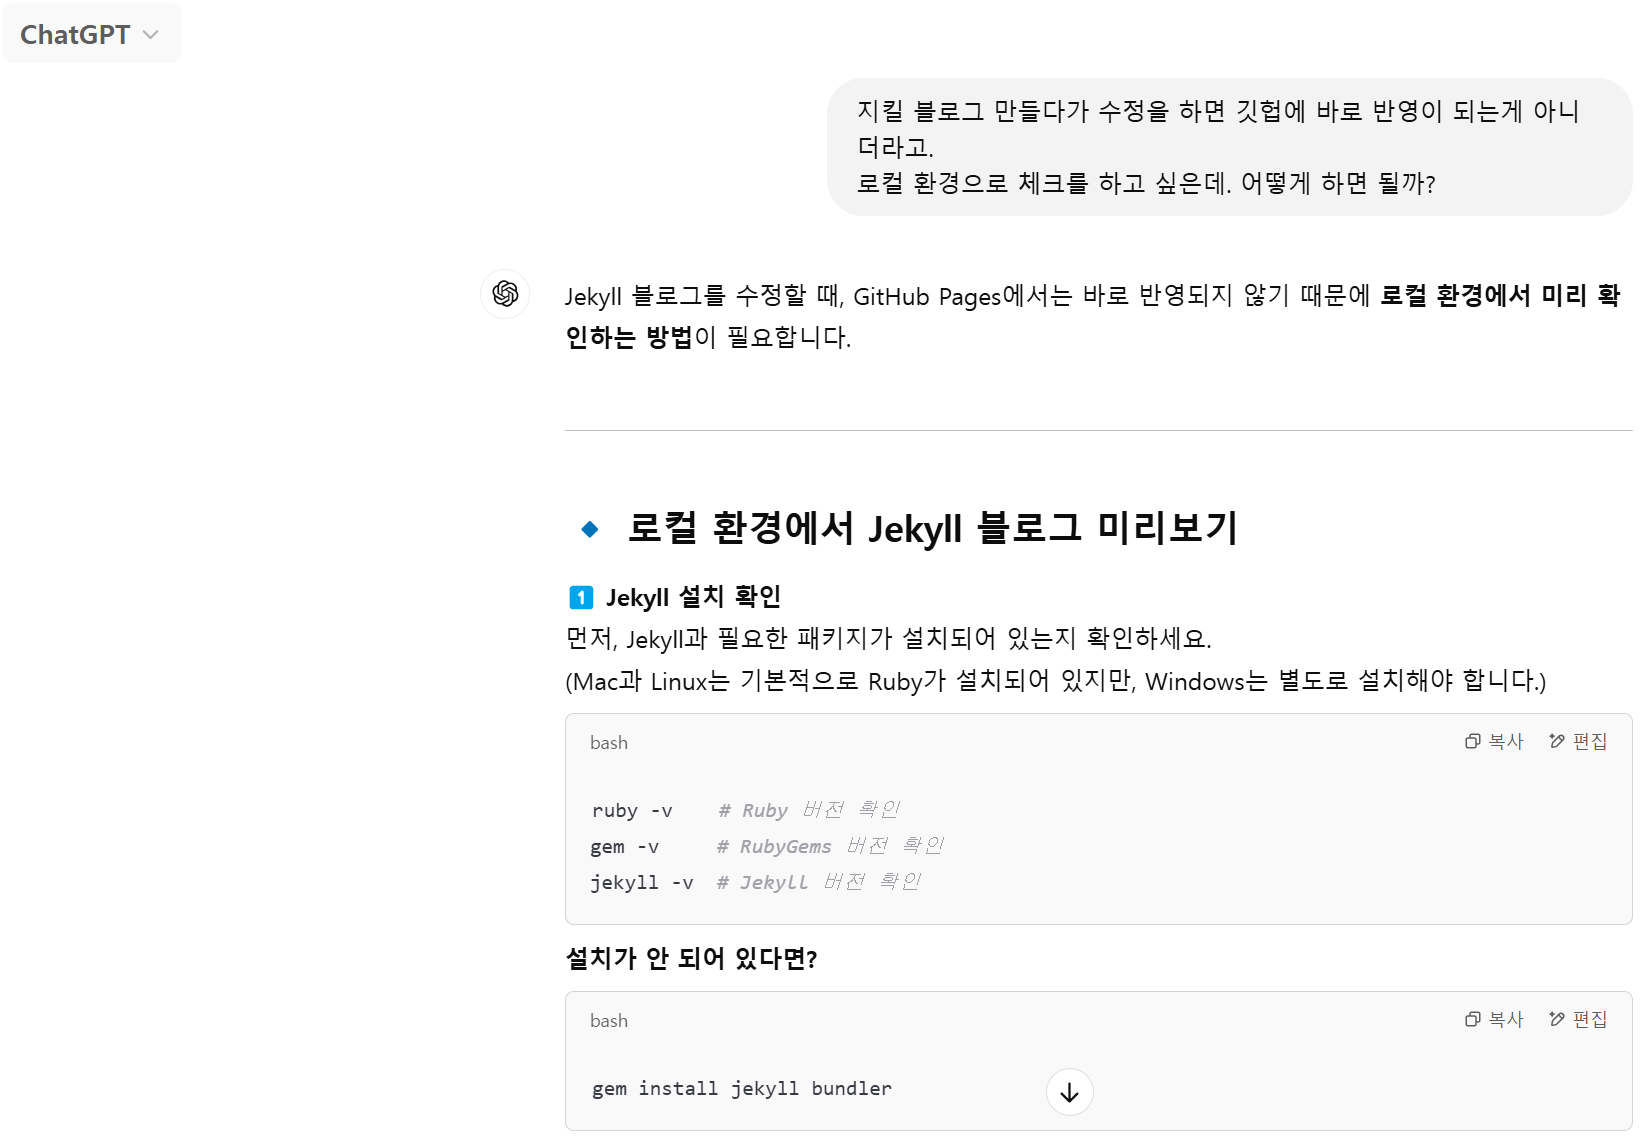 ChatGPT
지킬 블로그 만들다가 수정을 하면 깃헙에 바로 반영이 되는게 아니
더라고.
로컬 환경으로 체크를 하고 싶은데. 어떻게 하면 될까?
Jekyll 블로그를 수정할 때, GitHub Pages에서는 바로 반영되지 않기 때문에 로컬 환경에서 미리 확
인하는 방법이 필요합니다.
로컬 환경에서 Jekyll 블로그 미리보기
1 Jekyll 설치 확인
먼저, Jekyll과 필요한 패키지가 설치되어 있는지 확인하세요.
(Mac과 Linux는 기본적으로 Ruby가 설치되어 있지만, Windows는 별도로 설치해야 합니다.)
bash 복사 편집
ruby -v # Ruby 버전 확인
gem -v # RubyGems 버전 확인
jekyll -v # Jekyll 버전 확인
설치가 안 되어 있다면?
bash 복사 편집
gem install jekyll bundler